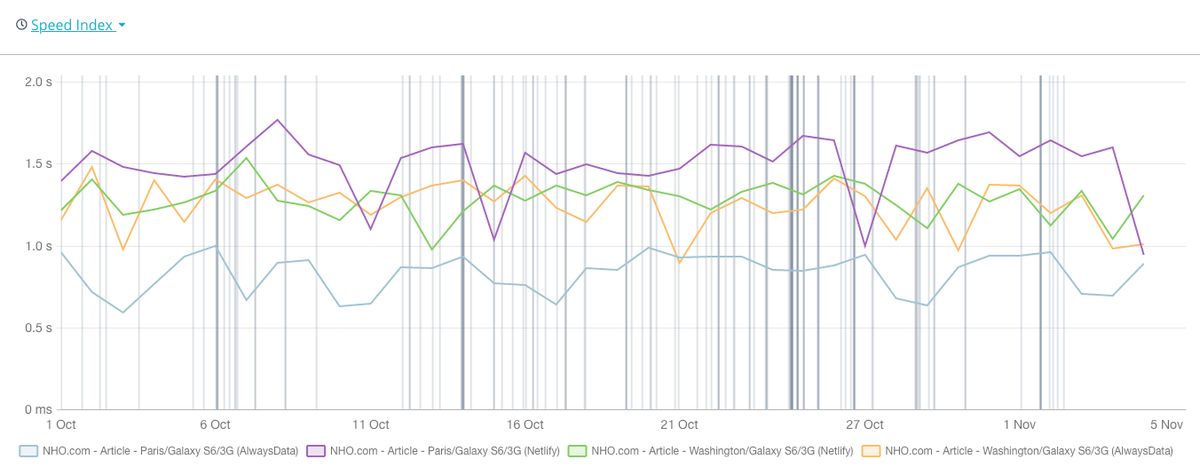 Speed Index
2.0 s
1.5 s
1.0 s
0.5 s
0 ms
1 Oct 6 Oct 11 Oct 16 Oct 21 Oct 27 Oct 1 Nov 5 Nov
NHO.com - Article - Paris/Galaxy S6/3G (AlwaysData) NHO.com - Article - Paris/Galaxy S6/3G (Netlify) NHO.com - Article - Washington/Galaxy S6/3G (Netlify) NHO.com - Article - Washington/Galaxy S6/3G (AlwaysData)